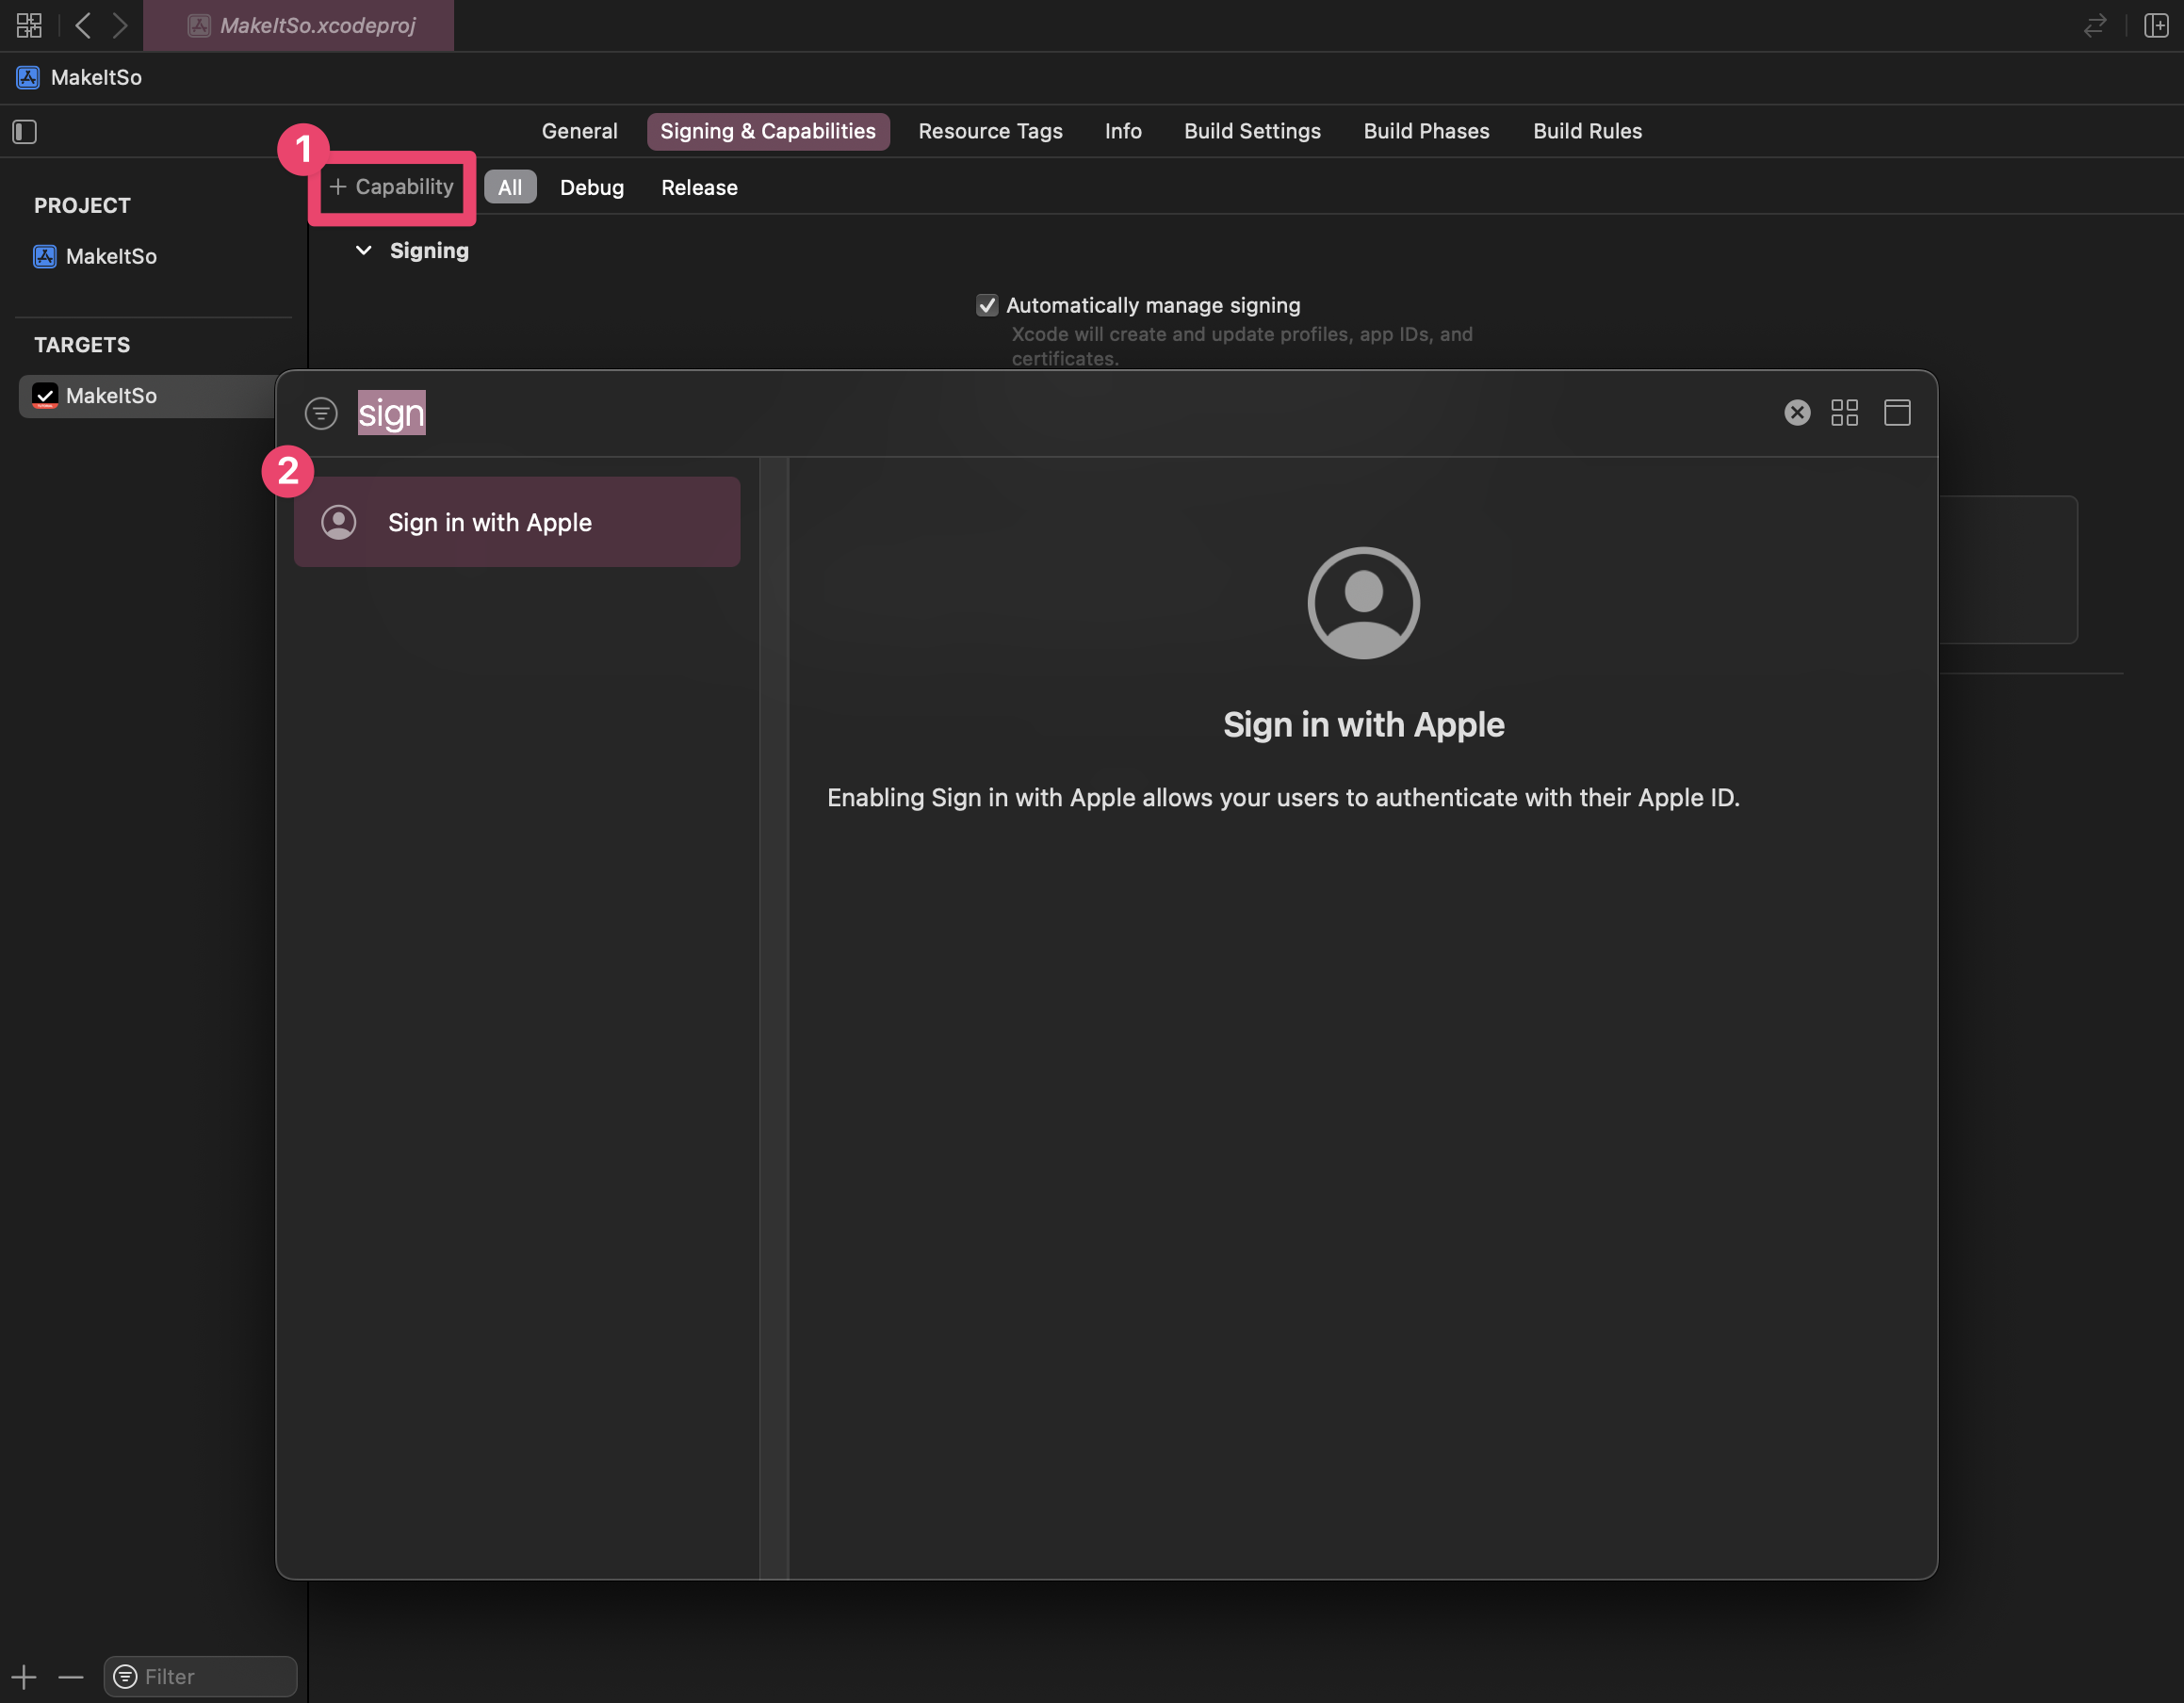 MakeItSo.xcodeproj
MakeItSo
General Signing & Capabilities Resource Tags Info Build Settings Build Phases Build Rules
1
+ Capability All Debug Release
PROJECT
MakeItSo
Signing
Automatically manage signing
Xcode will create and update profiles, app IDs, and
certificates.
TARGETS
MakeItSo
sign
2
Sign in with Apple
Sign in with Apple
Enabling Sign in with Apple allows your users to authenticate with their Apple ID.
Filter